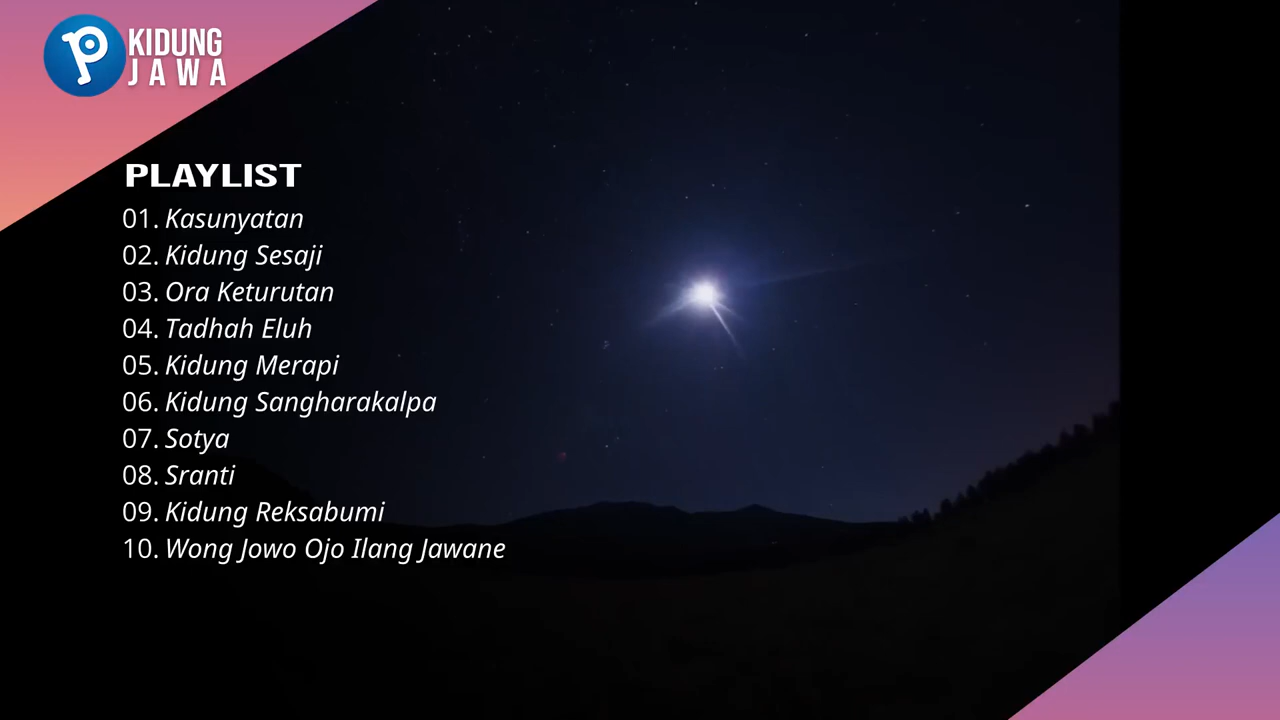 KIDUNG
JAWA
PLAYLIST
01. Kasunyatan
02. Kidung Sesaji
03. Ora Keturutan
04. Tadhah Eluh
05. Kidung Merapi
06. Kidung Sangharakalpa
07. Sotya
08. Sranti
09. Kidung Reksabumi
10. Wong Jowo Ojo Ilang Jawane